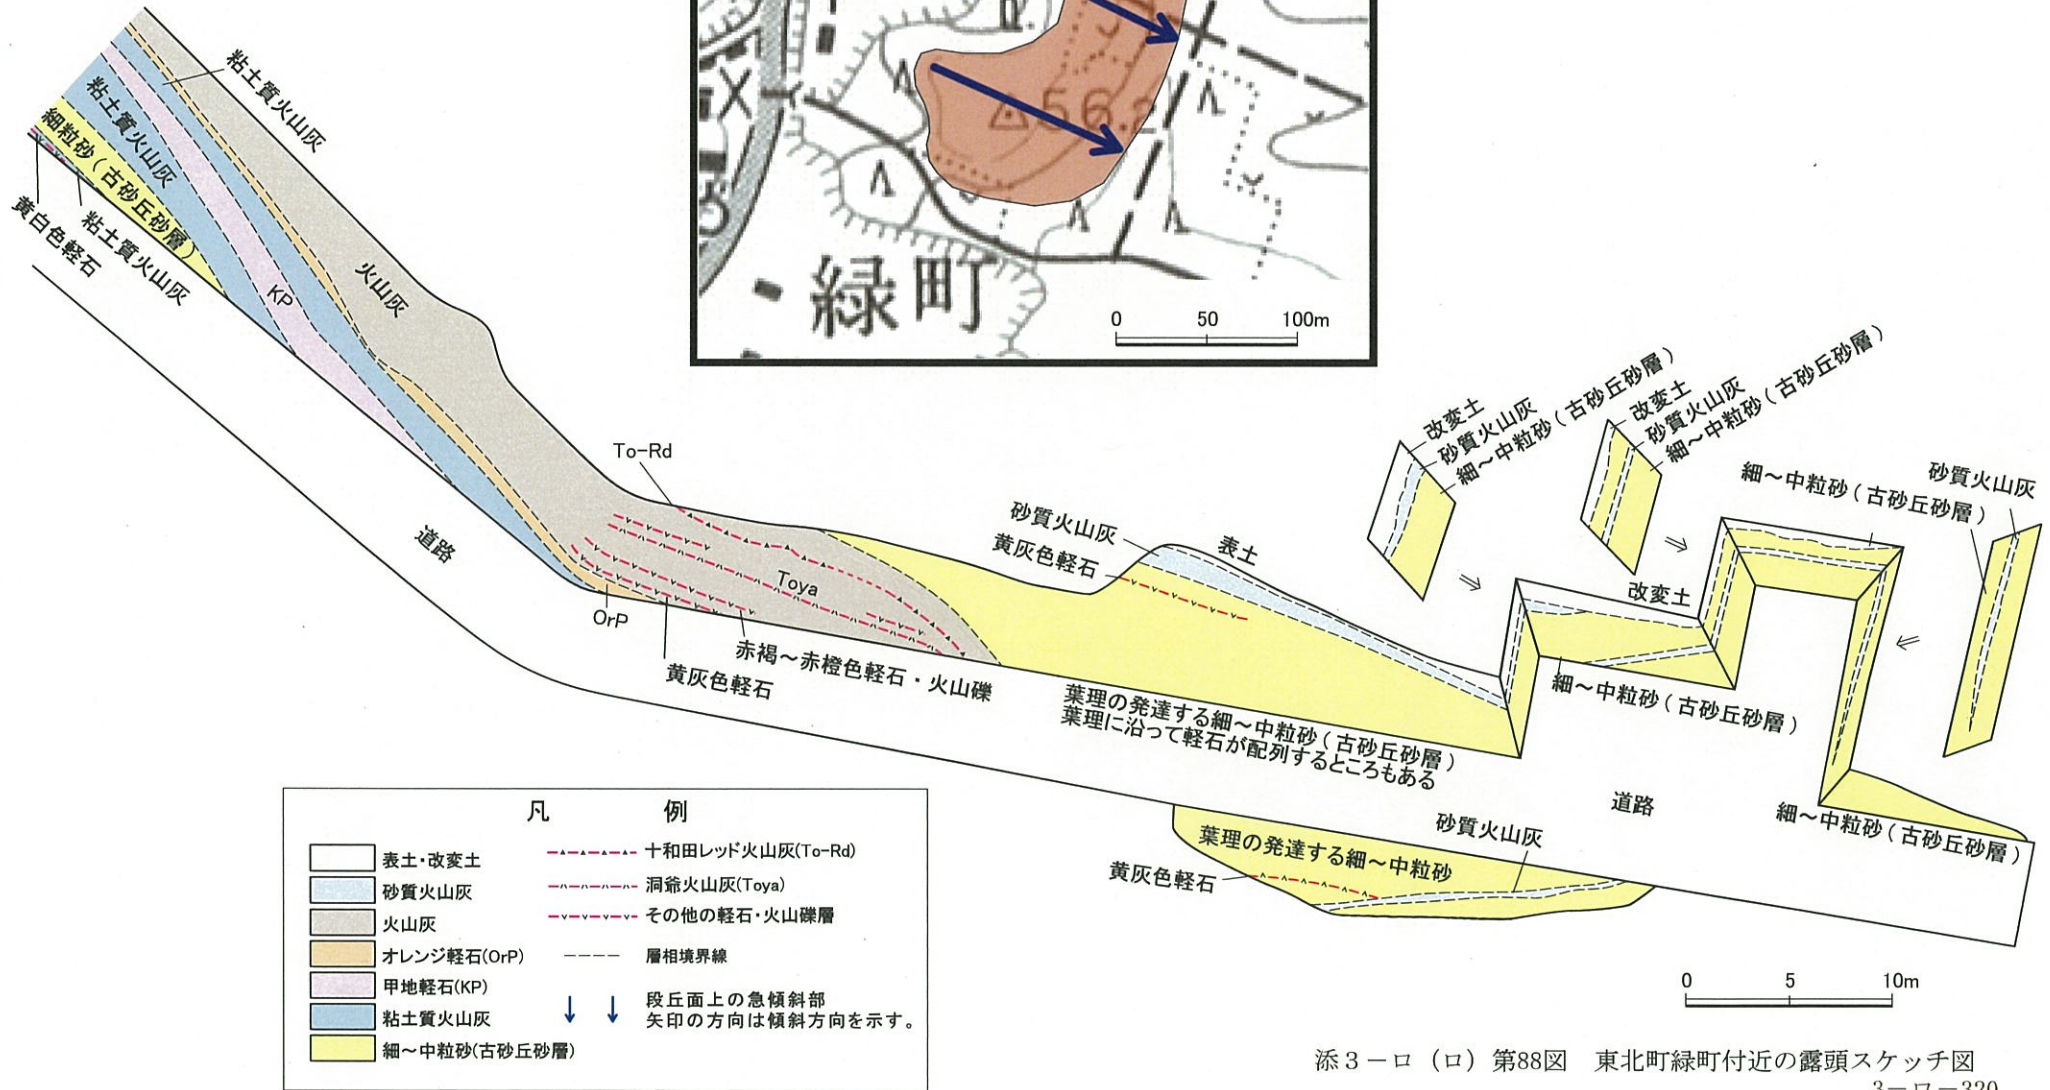 56.2
緑町
0 50 100m
粘土質火山灰
粘土質火山灰
細粒砂(古砂丘砂層)
黄白色軽石
粘土質火山灰
KP
火山灰
道路
To-Rd
Toya
OrP
赤褐～赤橙色軽石・火山礫
黄灰色軽石
砂質火山灰
黄灰色軽石
表土
葉理の発達する細～中粒砂(古砂丘砂層)
葉理に沿って軽石が配列するところもある
改変土
砂質火山灰
細～中粒砂(古砂丘砂層)
改変土
砂質火山灰
細～中粒砂(古砂丘砂層)
細～中粒砂(古砂丘砂層)
砂質火山灰
改変土
細～中粒砂(古砂丘砂層)
道路
細～中粒砂(古砂丘砂層)
葉理の発達する細～中粒砂
砂質火山灰
黄灰色軽石
凡例
表土・改変土
砂質火山灰
火山灰
オレンジ軽石(OrP)
甲地軽石(KP)
粘土質火山灰
細～中粒砂(古砂丘砂層)
十和田レッド火山灰(To-Rd)
洞爺火山灰(Toya)
その他の軽石・火山礫層
層相境界線
段丘面上の急傾斜部
矢印の方向は傾斜方向を示す。
0 5 10m
添3－ロ（ロ）第88図　東北町緑町付近の露頭スケッチ図
3－ロ－320